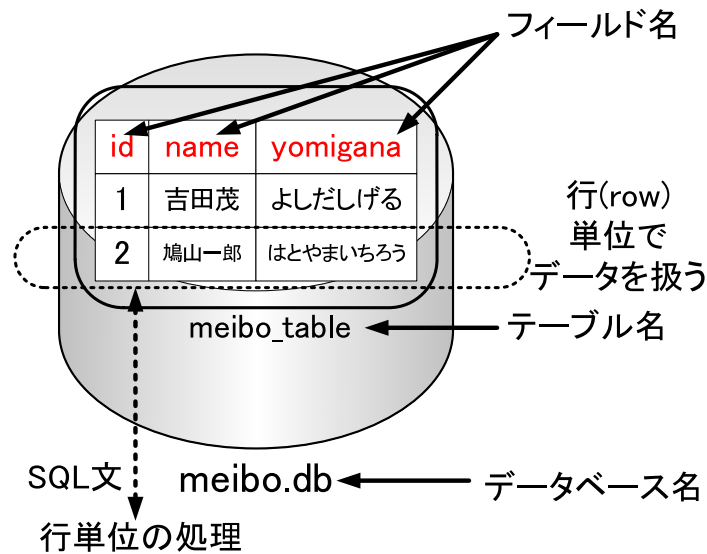 フィールド名
id name yomigana
1 吉田茂 よしだしげる
2 鳩山一郎 はとやまいちろう
行(row)
単位で
データを扱う
meibo_table
テーブル名
SQL文
meibo.db
データベース名
行単位の処理